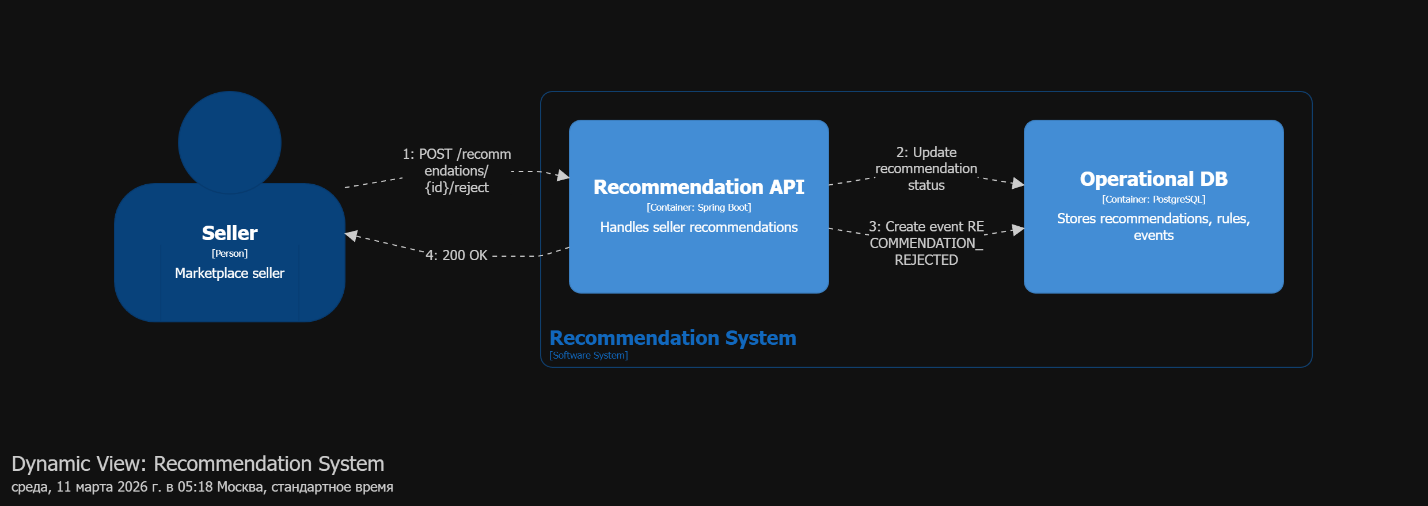 1: POST /recomm
endations/
{id}/reject
2: Update
recommendation
status
Recommendation API
[Container: Spring Boot]
Handles seller recommendations
Operational DB
[Container: PostgreSQL]
Stores recommendations, rules,
events
Seller
[Person]
Marketplace seller
3: Create event RE
COMMENDATION_
REJECTED
4: 200 OK
Recommendation System
[Software System]
Dynamic View: Recommendation System
среда, 11 марта 2026 г. в 05:18 Москва, стандартное время